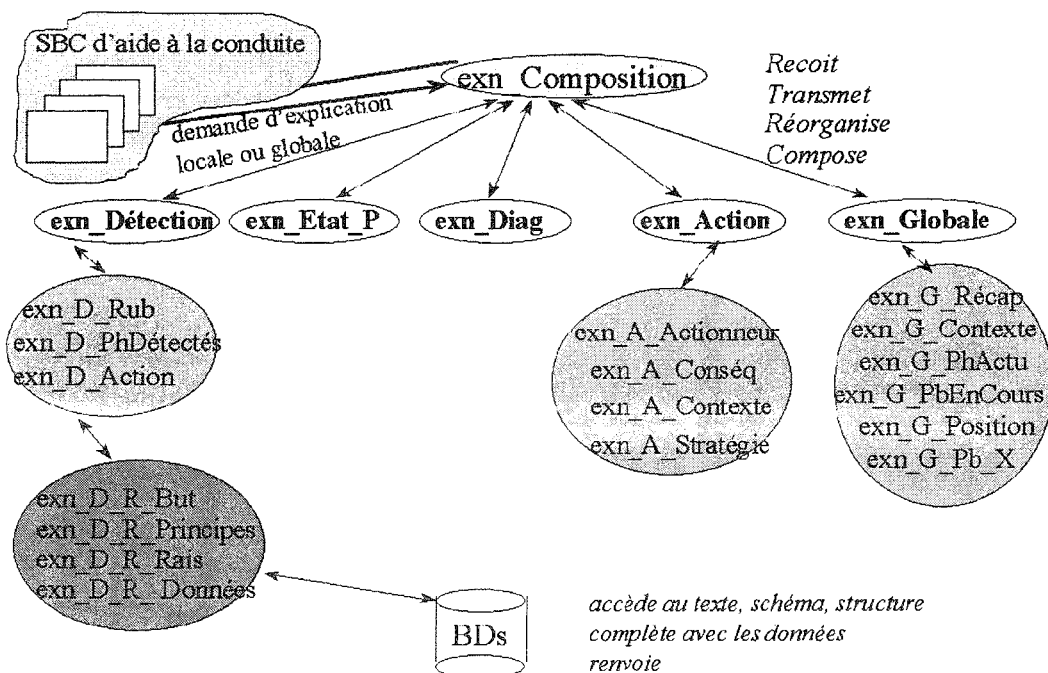 SBC d'aide à la conduite
exn_Composition
Recoit
Transmet
Réorganise
Compose
demande d'explication
locale ou globale
exn_Détection
exn_Etat_P
exn_Diag
exn_Action
exn_Globale
exn_D_Rub
exn_D_PhDétectés
exn_D_Action
exn_A_Actionneur
exn_A_Conséq
exn_A_Contexte
exn_A_Stratégie
exn_G_Récap
exn_G_Contexte
exn_G_PhActu
exn_G_PbEnCours
exn_G_Position
exn_G_Pb_X
exn_D_R_But
exn_D_R_Principes
exn_D_R_Rais
exn_D_R_Données
BDs
accède au texte, schéma, structure
complète avec les données
renvoie